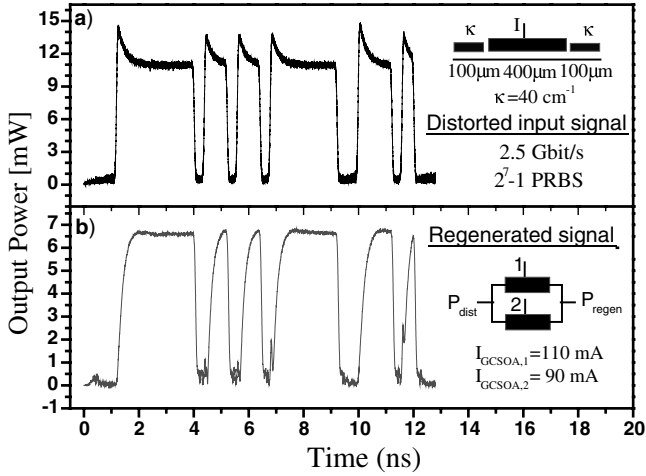 15
12
9
6
3
0
a)
κ
I
κ
100μm 400μm 100μm
κ=40 cm⁻¹
Distorted input signal
2.5 Gbit/s
2⁷-1 PRBS
Output Power [mW]
7
6
5
4
3
2
1
0
-1
b)
Regenerated signal
1
P_dist
2
P_regen
I_GCSOA,1=110 mA
I_GCSOA,2= 90 mA
0 2 4 6 8 10 12 14 16 18 20
Time (ns)